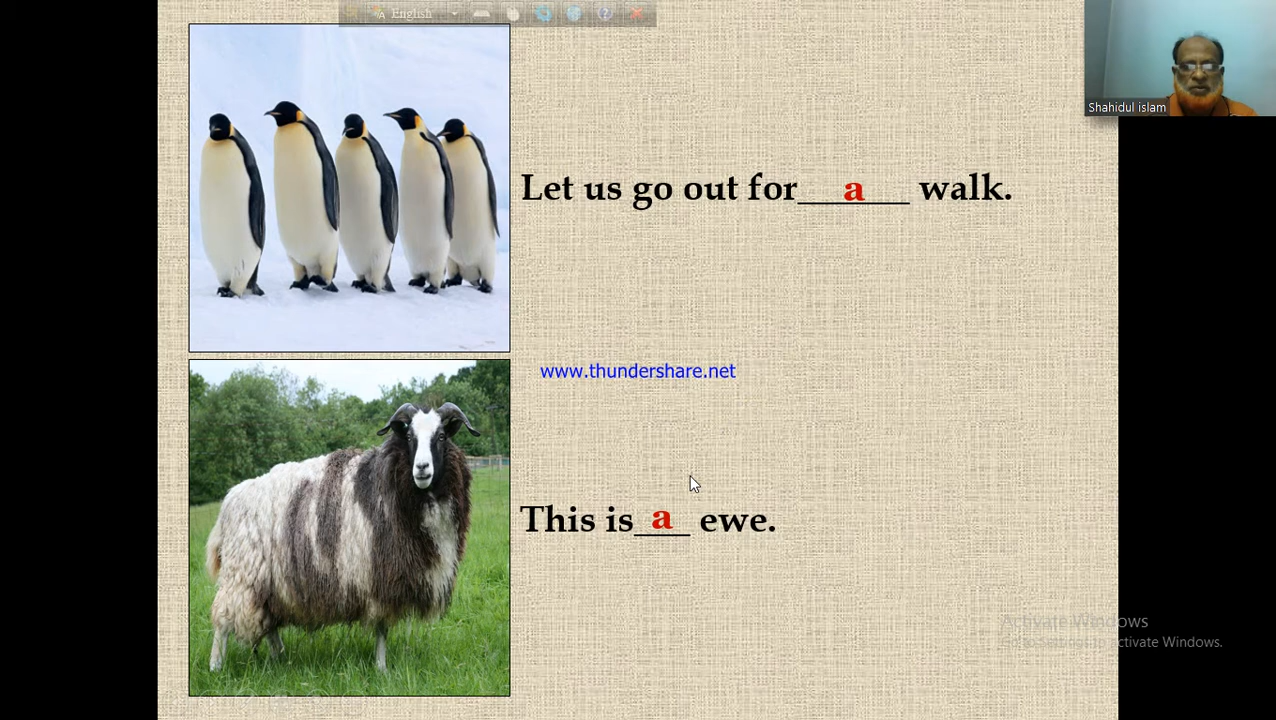 English
Shahidul islam
Let us go out for a walk.
www.thundershare.net
This is a ewe.
Activate Windows
Go to Settings to activate Windows.